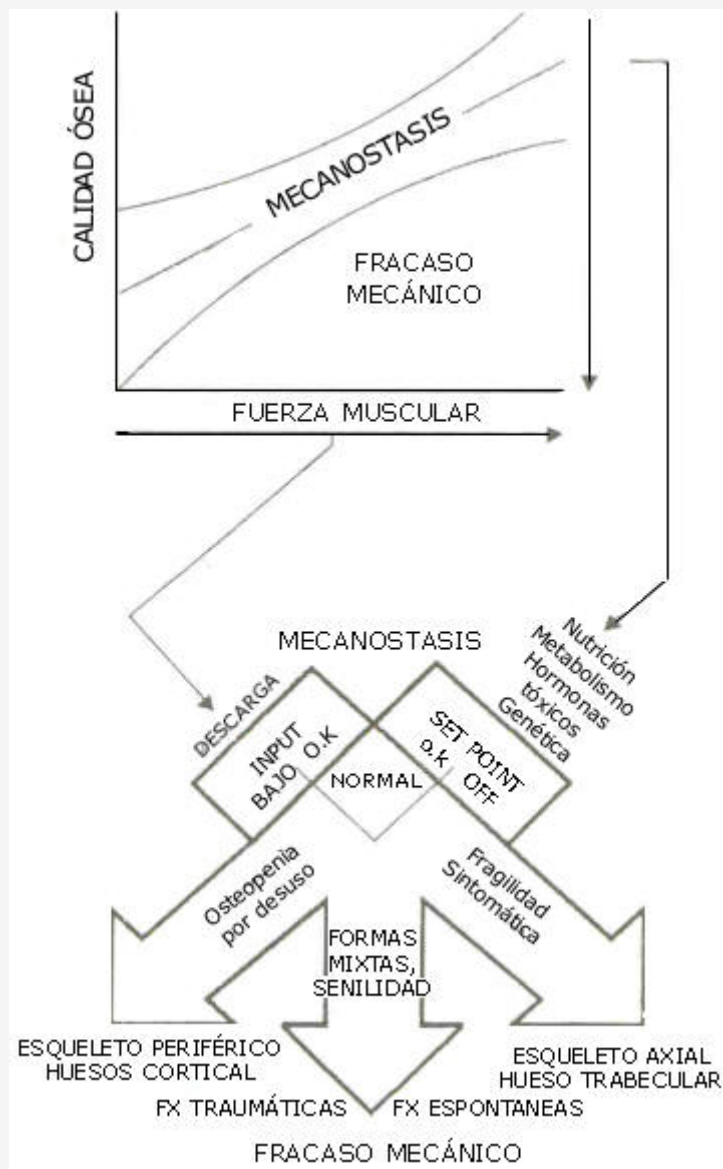 CALIDAD ÓSEA
MECANOSTASIS
FRACASO
MECÁNICO
FUERZA MUSCULAR
MECANOSTASIS
Nutrición
Metabolismo
Hormonas
tóxicos
Genética
DESCARGA
INPUT
BAJO O.K
SET POINT
o.k OFF
NORMAL
Osteopenia
por desuso
Fragilidad
Sintomática
FORMAS
MIXTAS,
SENILIDAD
ESQUELETO PERIFÉRICO
HUESOS CORTICAL
ESQUELETO AXIAL
HUESO TRABECULAR
FX TRAUMÁTICAS
FX ESPONTANEAS
FRACASO MECÁNICO